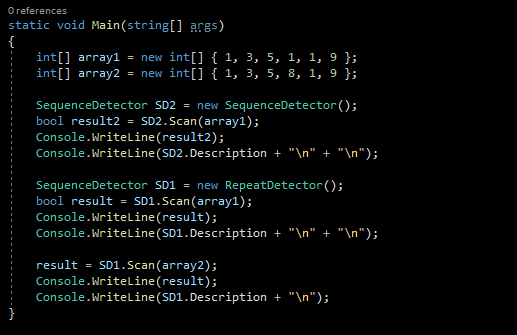 0 references
static void Main(string[] args)
{
    int[] array1 = new int[] { 1, 3, 5, 1, 1, 9 };
    int[] array2 = new int[] { 1, 3, 5, 8, 1, 9 };

    SequenceDetector SD2 = new SequenceDetector();
    bool result2 = SD2.Scan(array1);
    Console.WriteLine(result2);
    Console.WriteLine(SD2.Description + "\n" + "\n");

    SequenceDetector SD1 = new RepeatDetector();
    bool result = SD1.Scan(array1);
    Console.WriteLine(result);
    Console.WriteLine(SD1.Description + "\n" + "\n");

    result = SD1.Scan(array2);
    Console.WriteLine(result);
    Console.WriteLine(SD1.Description + "\n");
}